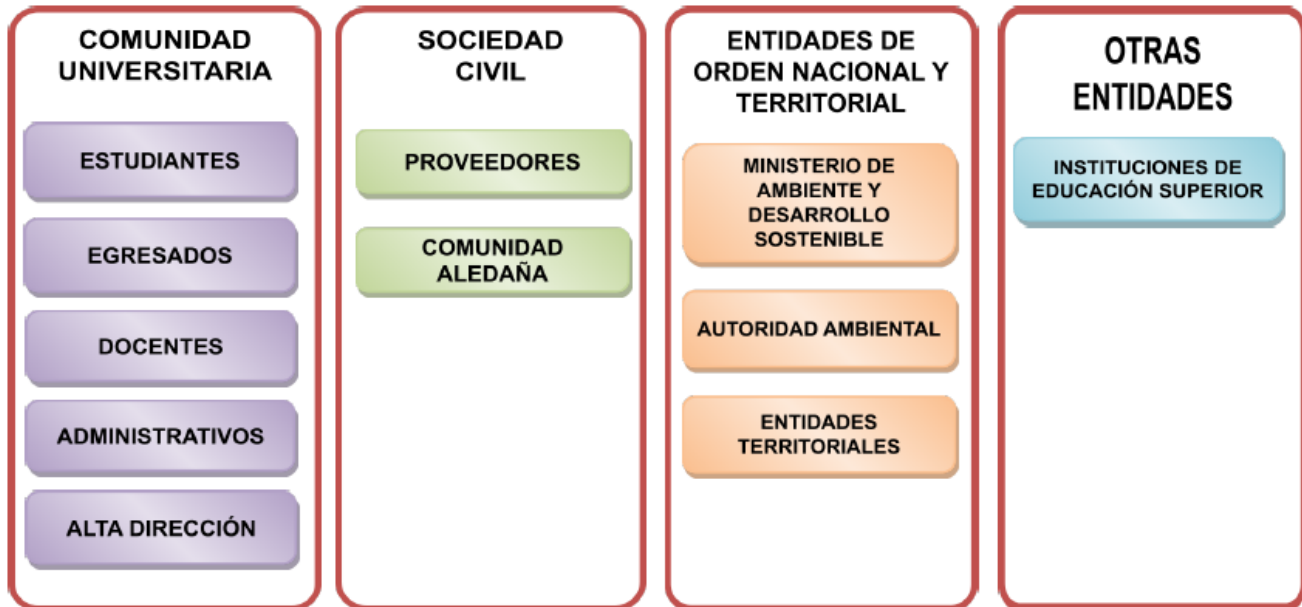 COMUNIDAD
UNIVERSITARIA
ESTUDIANTES
EGRESADOS
DOCENTES
ADMINISTRATIVOS
ALTA DIRECCIÓN
SOCIEDAD
CIVIL
PROVEEDORES
COMUNIDAD
ALEDAÑA
ENTIDADES DE
ORDEN NACIONAL Y
TERRITORIAL
MINISTERIO DE
AMBIENTE Y
DESARROLLO
SOSTENIBLE
AUTORIDAD AMBIENTAL
ENTIDADES
TERRITORIALES
OTRAS
ENTIDADES
INSTITUCIONES DE
EDUCACIÓN SUPERIOR